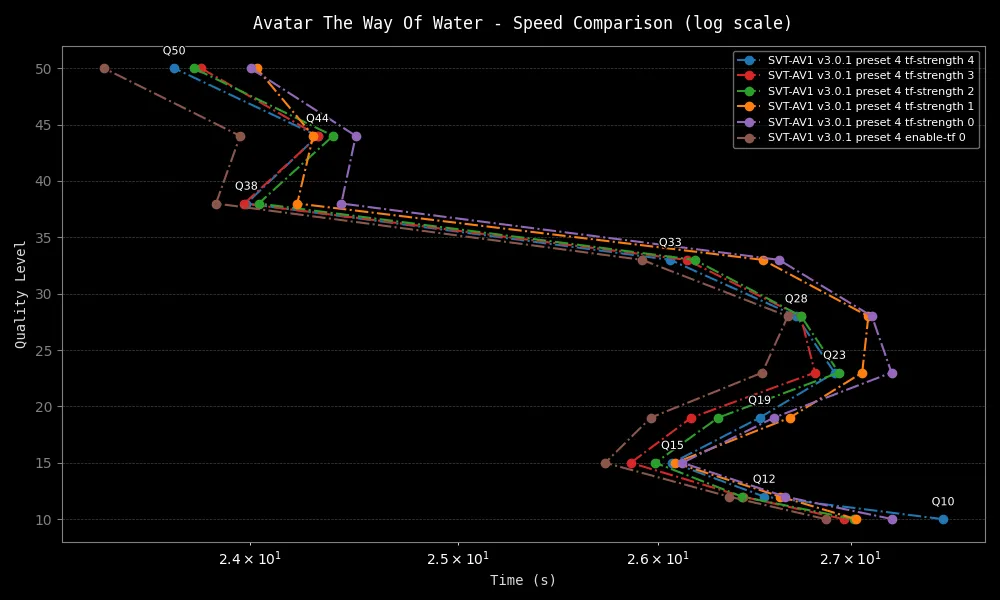 Avatar The Way Of Water - Speed Comparison (log scale)
SVT-AV1 v3.0.1 preset 4 tf-strength 4
SVT-AV1 v3.0.1 preset 4 tf-strength 3
SVT-AV1 v3.0.1 preset 4 tf-strength 2
SVT-AV1 v3.0.1 preset 4 tf-strength 1
SVT-AV1 v3.0.1 preset 4 tf-strength 0
SVT-AV1 v3.0.1 preset 4 enable-tf 0
Quality Level
50
45
40
35
30
25
20
15
10
Q50
Q44
Q38
Q33
Q28
Q23
Q19
Q15
Q12
Q10
2.4 × 10¹
2.5 × 10¹
2.6 × 10¹
2.7 × 10¹
Time (s)